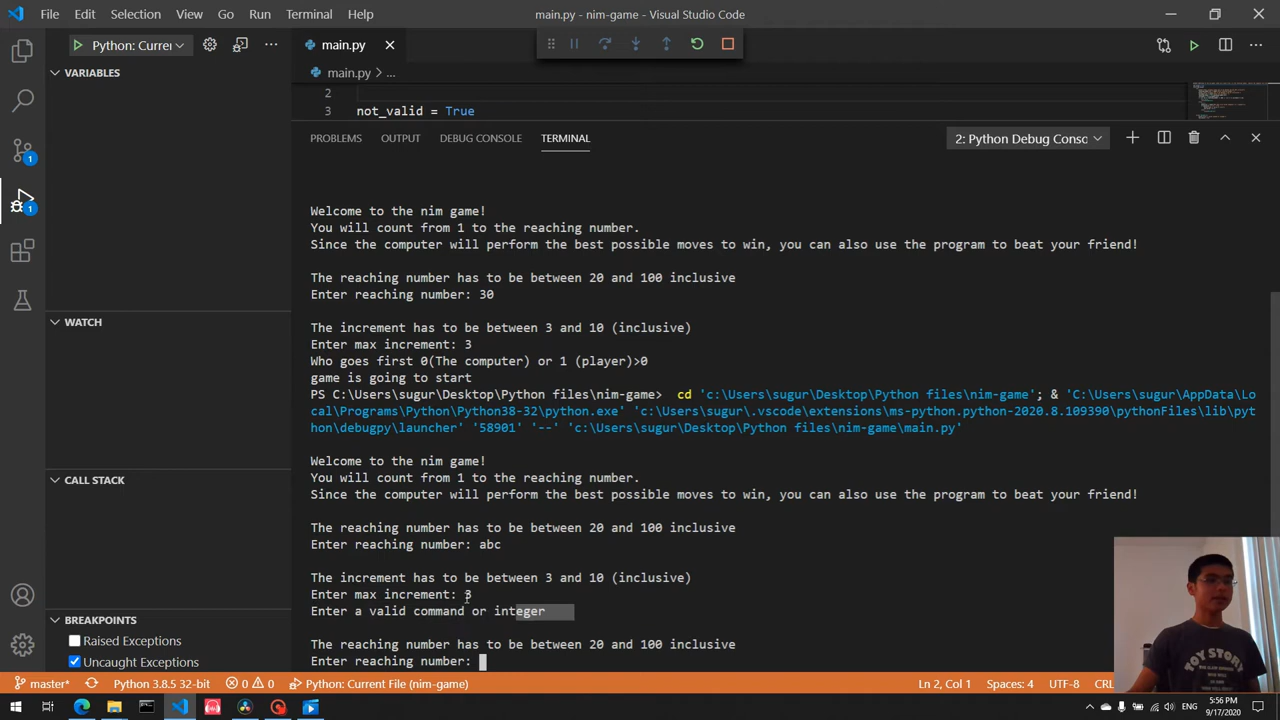 File Edit Selection View Go Run Terminal Help
main.py - nim-game - Visual Studio Code
Python: Currer
main.py
main.py > ...
VARIABLES
2
3 not_valid = True
PROBLEMS OUTPUT DEBUG CONSOLE TERMINAL
2: Python Debug Conso
Welcome to the nim game!
You will count from 1 to the reaching number.
Since the computer will perform the best possible moves to win, you can also use the program to beat your friend!
The reaching number has to be between 20 and 100 inclusive
Enter reaching number: 30
The increment has to be between 3 and 10 (inclusive)
Enter max increment: 3
Who goes first 0(The computer) or 1 (player)>0
game is going to start
PS C:\Users\sugur\Desktop\Python files\nim-game> cd 'c:\Users\sugur\Desktop\Python files\nim-game'; & 'C:\Users\sugur\AppData\Lo
cal\Programs\Python\Python38-32\python.exe' 'c:\Users\sugur\.vscode\extensions\ms-python.python-2020.8.109390\pythonFiles\lib\pyt
hon\debugpy\launcher' '58901' '--' 'c:\Users\sugur\Desktop\Python files\nim-game\main.py'
Welcome to the nim game!
You will count from 1 to the reaching number.
Since the computer will perform the best possible moves to win, you can also use the program to beat your friend!
The reaching number has to be between 20 and 100 inclusive
Enter reaching number: abc
The increment has to be between 3 and 10 (inclusive)
Enter max increment: 3
Enter a valid command or integer
The reaching number has to be between 20 and 100 inclusive
Enter reaching number:
WATCH
CALL STACK
BREAKPOINTS
Raised Exceptions
Uncaught Exceptions
1
1
TOY STORY
master* Python 3.8.5 32-bit 0 0 Python: Current File (nim-game) Ln 2, Col 1 Spaces: 4 UTF-8 CRL
ENG
5:56 PM
9/17/2020